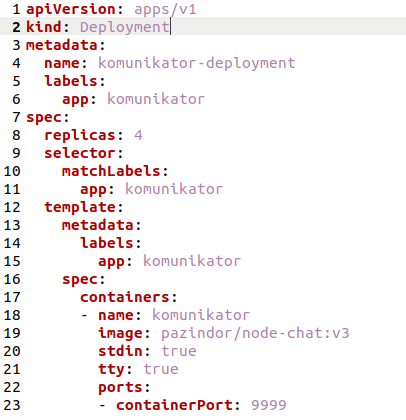 1 apiVersion: apps/v1
2 kind: Deployment
3 metadata:
4   name: komunikator-deployment
5   labels:
6     app: komunikator
7 spec:
8   replicas: 4
9   selector:
10     matchLabels:
11       app: komunikator
12   template:
13     metadata:
14       labels:
15         app: komunikator
16     spec:
17       containers:
18       - name: komunikator
19         image: pazindor/node-chat:v3
20         stdin: true
21         tty: true
22         ports:
23         - containerPort: 9999